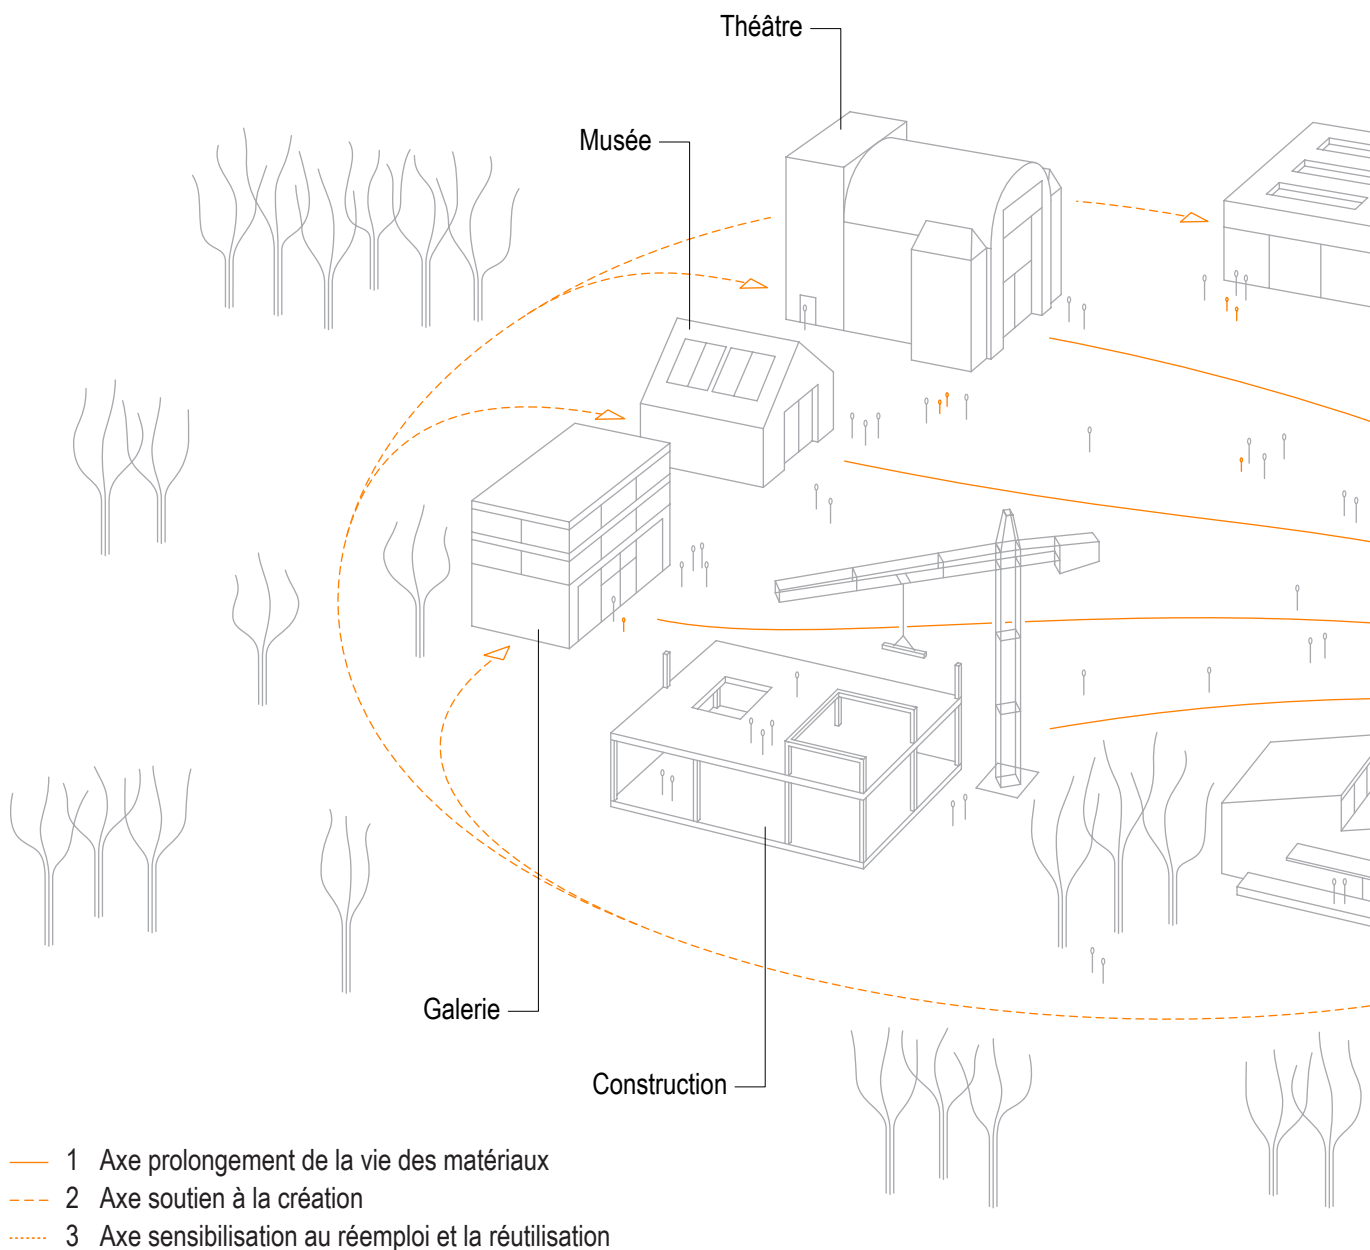 Théâtre
Musée
Galerie
Construction
1 Axe prolongement de la vie des matériaux
2 Axe soutien à la création
3 Axe sensibilisation au réemploi et la réutilisation